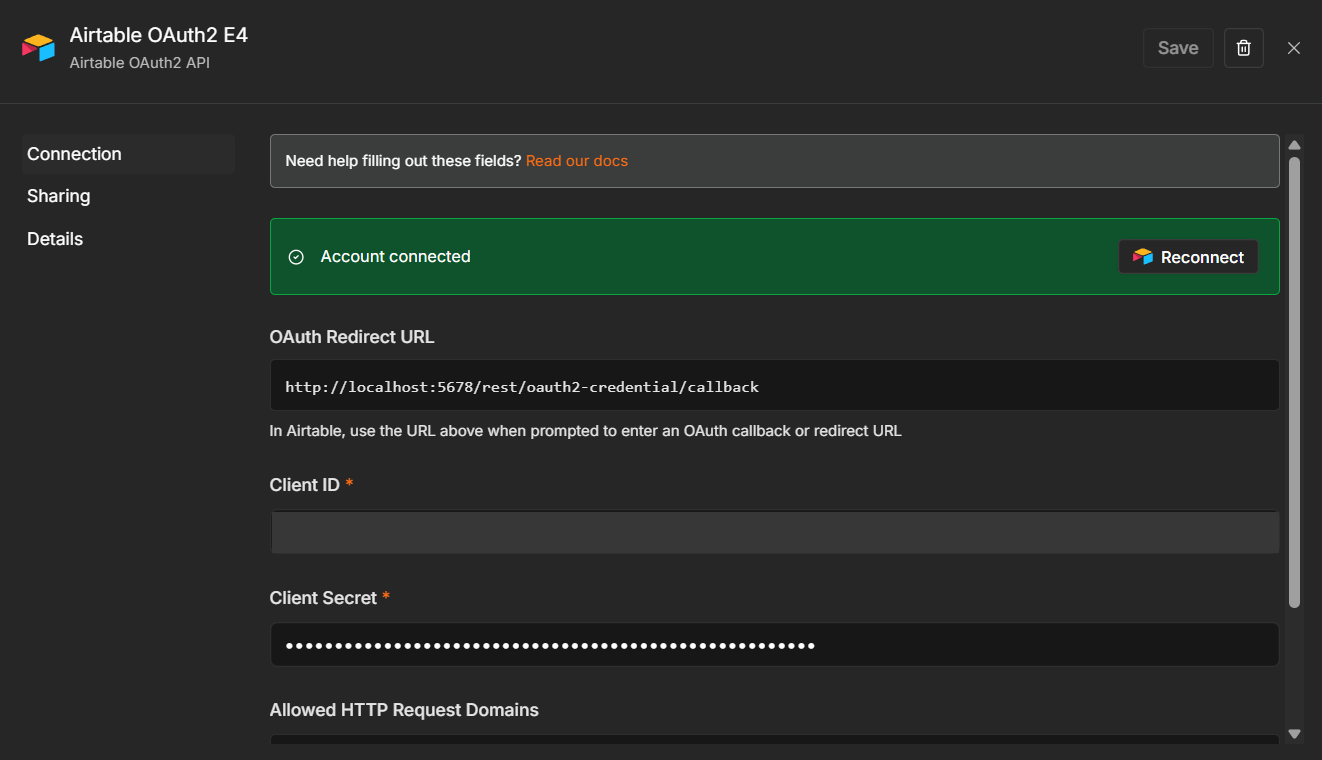 Airtable OAuth2 E4
Airtable OAuth2 API
Save
Connection
Sharing
Details
Need help filling out these fields? Read our docs
Account connected
Reconnect
OAuth Redirect URL
http://localhost:5678/rest/oauth2-credential/callback
In Airtable, use the URL above when prompted to enter an OAuth callback or redirect URL
Client ID *
Client Secret *
••••••••••••••••••••••••••••••••••••••••••••••••••••••
Allowed HTTP Request Domains